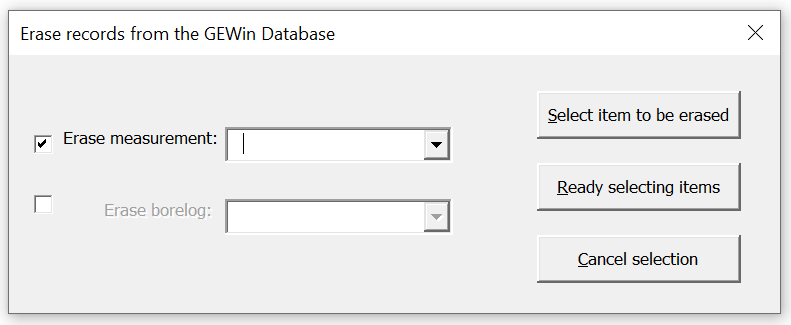 Erase records from the GEWin Database
Erase measurement:
Select item to be erased
Ready selecting items
Erase borelog:
Cancel selection